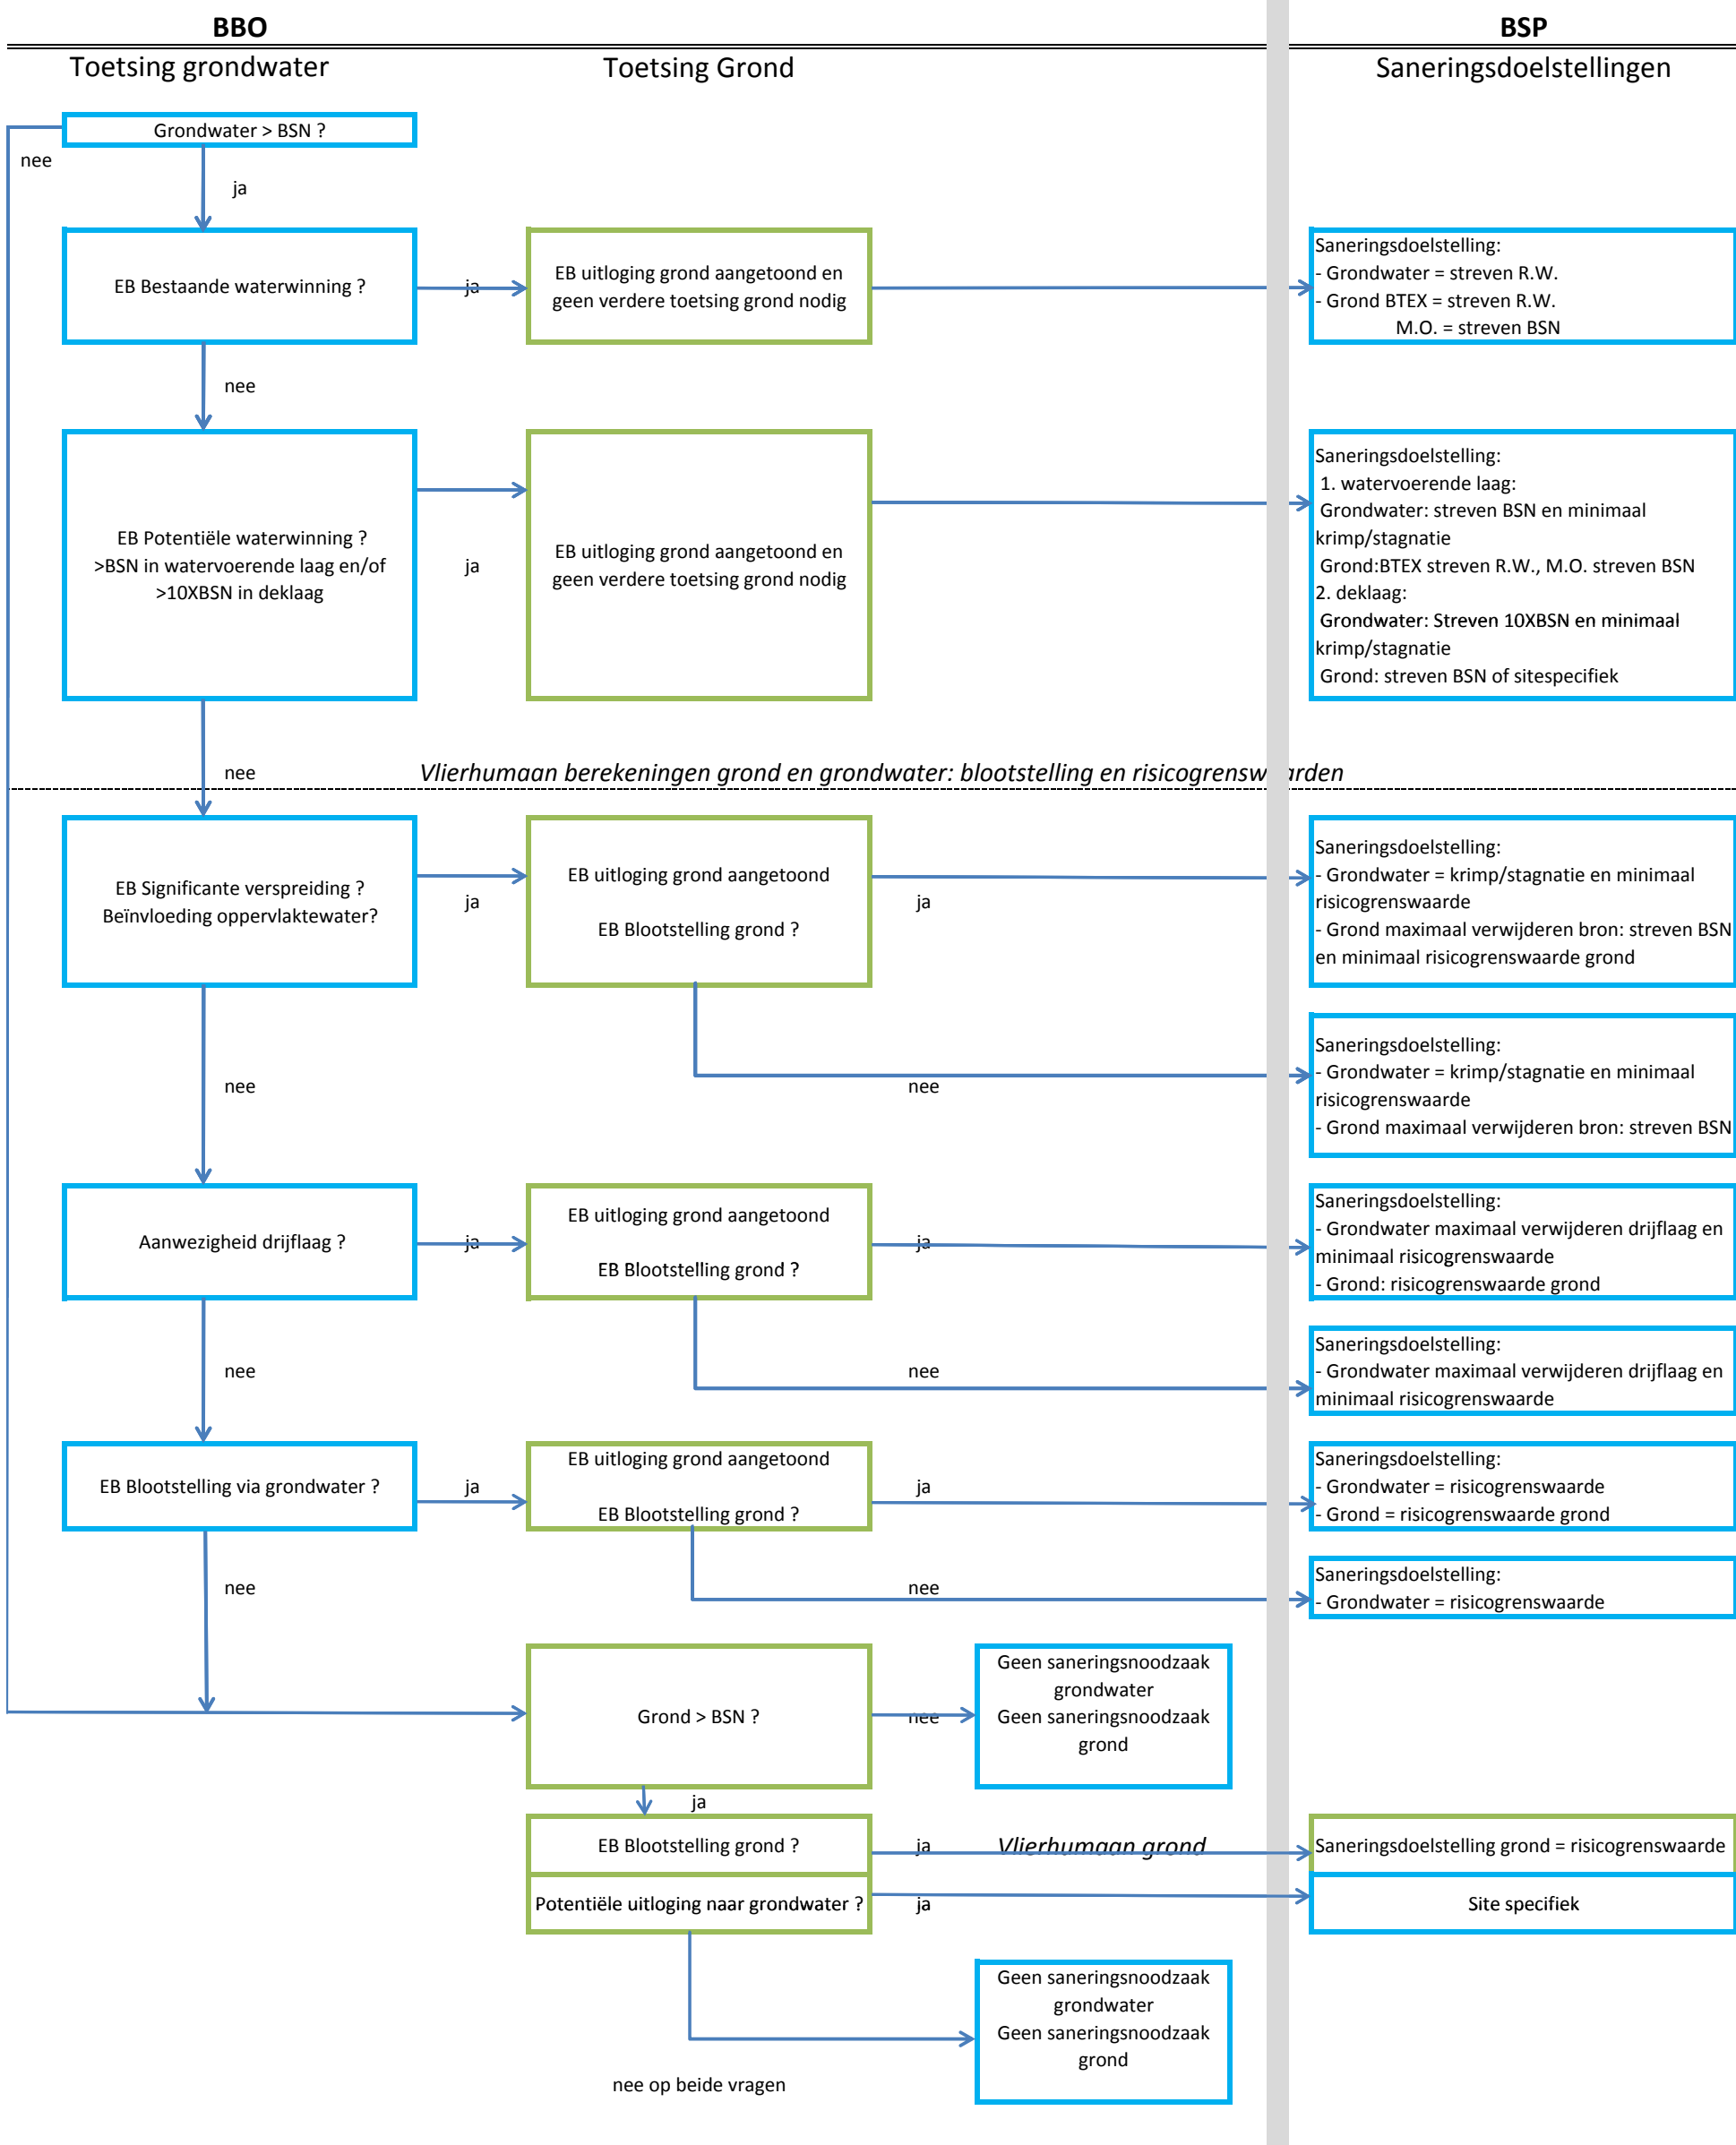 BBO
BSP
Toetsing grondwater
Toetsing Grond
Saneringsdoelstellingen
Grondwater > BSN ?
nee
ja
EB Bestaande waterwinning ?
ja
EB uitloging grond aangetoond en
geen verdere toetsing grond nodig
Saneringsdoelstelling:
- Grondwater = streven R.W.
- Grond BTEX = streven R.W.
M.O. = streven BSN
nee
EB Potentiële waterwinning ?
>BSN in watervoerende laag en/of
>10XBSN in deklaag
ja
EB uitloging grond aangetoond en
geen verdere toetsing grond nodig
Saneringsdoelstelling:
1. watervoerende laag:
Grondwater: streven BSN en minimaal
krimp/stagnatie
Grond:BTEX streven R.W., M.O. streven BSN
2. deklaag:
Grondwater: Streven 10XBSN en minimaal
krimp/stagnatie
Grond: streven BSN of sitespecifiek
nee
Vlierhumaan berekeningen grond en grondwater: blootstelling en risicogrenswaarden
EB Significante verspreiding ?
Beïnvloeding oppervlaktewater?
ja
EB uitloging grond aangetoond
EB Blootstelling grond ?
ja
Saneringsdoelstelling:
- Grondwater = krimp/stagnatie en minimaal
risicogrenswaarde
- Grond maximaal verwijderen bron: streven BSN
en minimaal risicogrenswaarde grond
nee
nee
Saneringsdoelstelling:
- Grondwater = krimp/stagnatie en minimaal
risicogrenswaarde
- Grond maximaal verwijderen bron: streven BSN
Aanwezigheid drijflaag ?
ja
EB uitloging grond aangetoond
EB Blootstelling grond ?
ja
Saneringsdoelstelling:
- Grondwater maximaal verwijderen drijflaag en
minimaal risicogrenswaarde
- Grond: risicogrenswaarde grond
nee
nee
Saneringsdoelstelling:
- Grondwater maximaal verwijderen drijflaag en
minimaal risicogrenswaarde
EB Blootstelling via grondwater ?
ja
EB uitloging grond aangetoond
EB Blootstelling grond ?
ja
Saneringsdoelstelling:
- Grondwater = risicogrenswaarde
- Grond = risicogrenswaarde grond
nee
nee
Saneringsdoelstelling:
- Grondwater = risicogrenswaarde
Grond > BSN ?
nee
Geen saneringsnoodzaak
grondwater
Geen saneringsnoodzaak
grond
ja
EB Blootstelling grond ?
ja
Vlierhumaan grond
Saneringsdoelstelling grond = risicogrenswaarde
Potentiële uitloging naar grondwater ?
ja
Site specifiek
Geen saneringsnoodzaak
grondwater
Geen saneringsnoodzaak
grond
nee op beide vragen